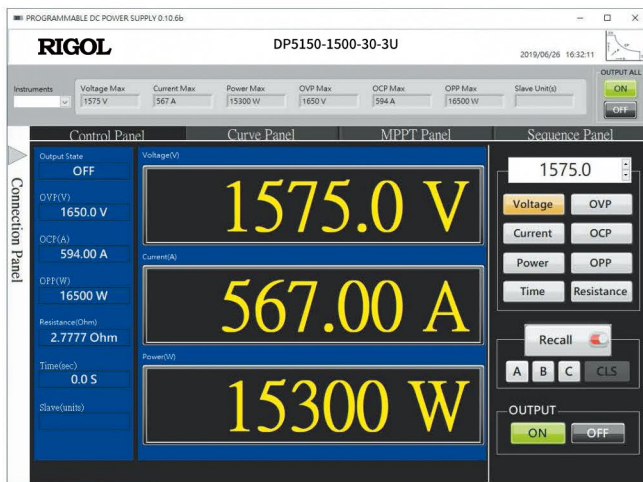 PROGRAMMABLE DC POWER SUPPLY 0.10.6b
RIGOL
DP5150-1500-30-3U
2019/06/26 16:32:11
Instruments
Voltage Max
Current Max
Power Max
OVP Max
OCP Max
OPP Max
Slave Unit(s)
1575 V
567 A
15300 W
1650 V
594 A
16500 W
OUTPUT ALL
ON
OFF
Control Panel
Curve Panel
MPPT Panel
Sequence Panel
Connection Panel
Output State
OFF
OVP(V)
1650.0 V
OCP(A)
594.00 A
OPP(W)
16500 W
Resistance(Ohm)
2.7777 Ohm
Time(sec)
0.0 S
Slave(units)
Voltage(V)
1575.0 V
Current(A)
567.00 A
Power(W)
15300 W
1575.0
Voltage
OVP
Current
OCP
Power
OPP
Time
Resistance
Recall
A
B
C
CLS
OUTPUT
ON
OFF